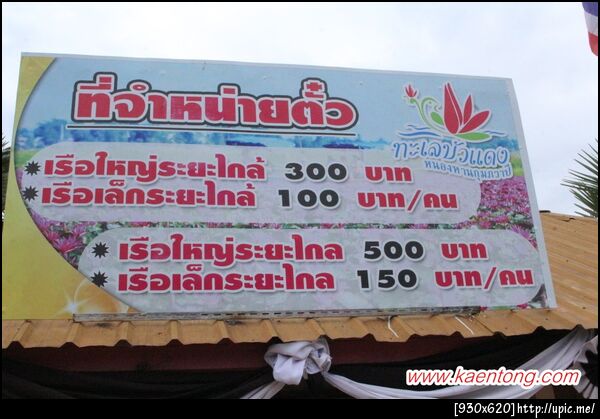 ที่จำหน่ายตั๋ว
ทะเลบัวแดง
หนองหานกุมภวาปี
เรือใหญ่ระยะใกล้ 300 บาท
เรือเล็กระยะใกล้ 100 บาท/คน
เรือใหญ่ระยะไกล 500 บาท
เรือเล็กระยะไกล 150 บาท/คน
www.kaentong.com
[930x620]http://upic.me/